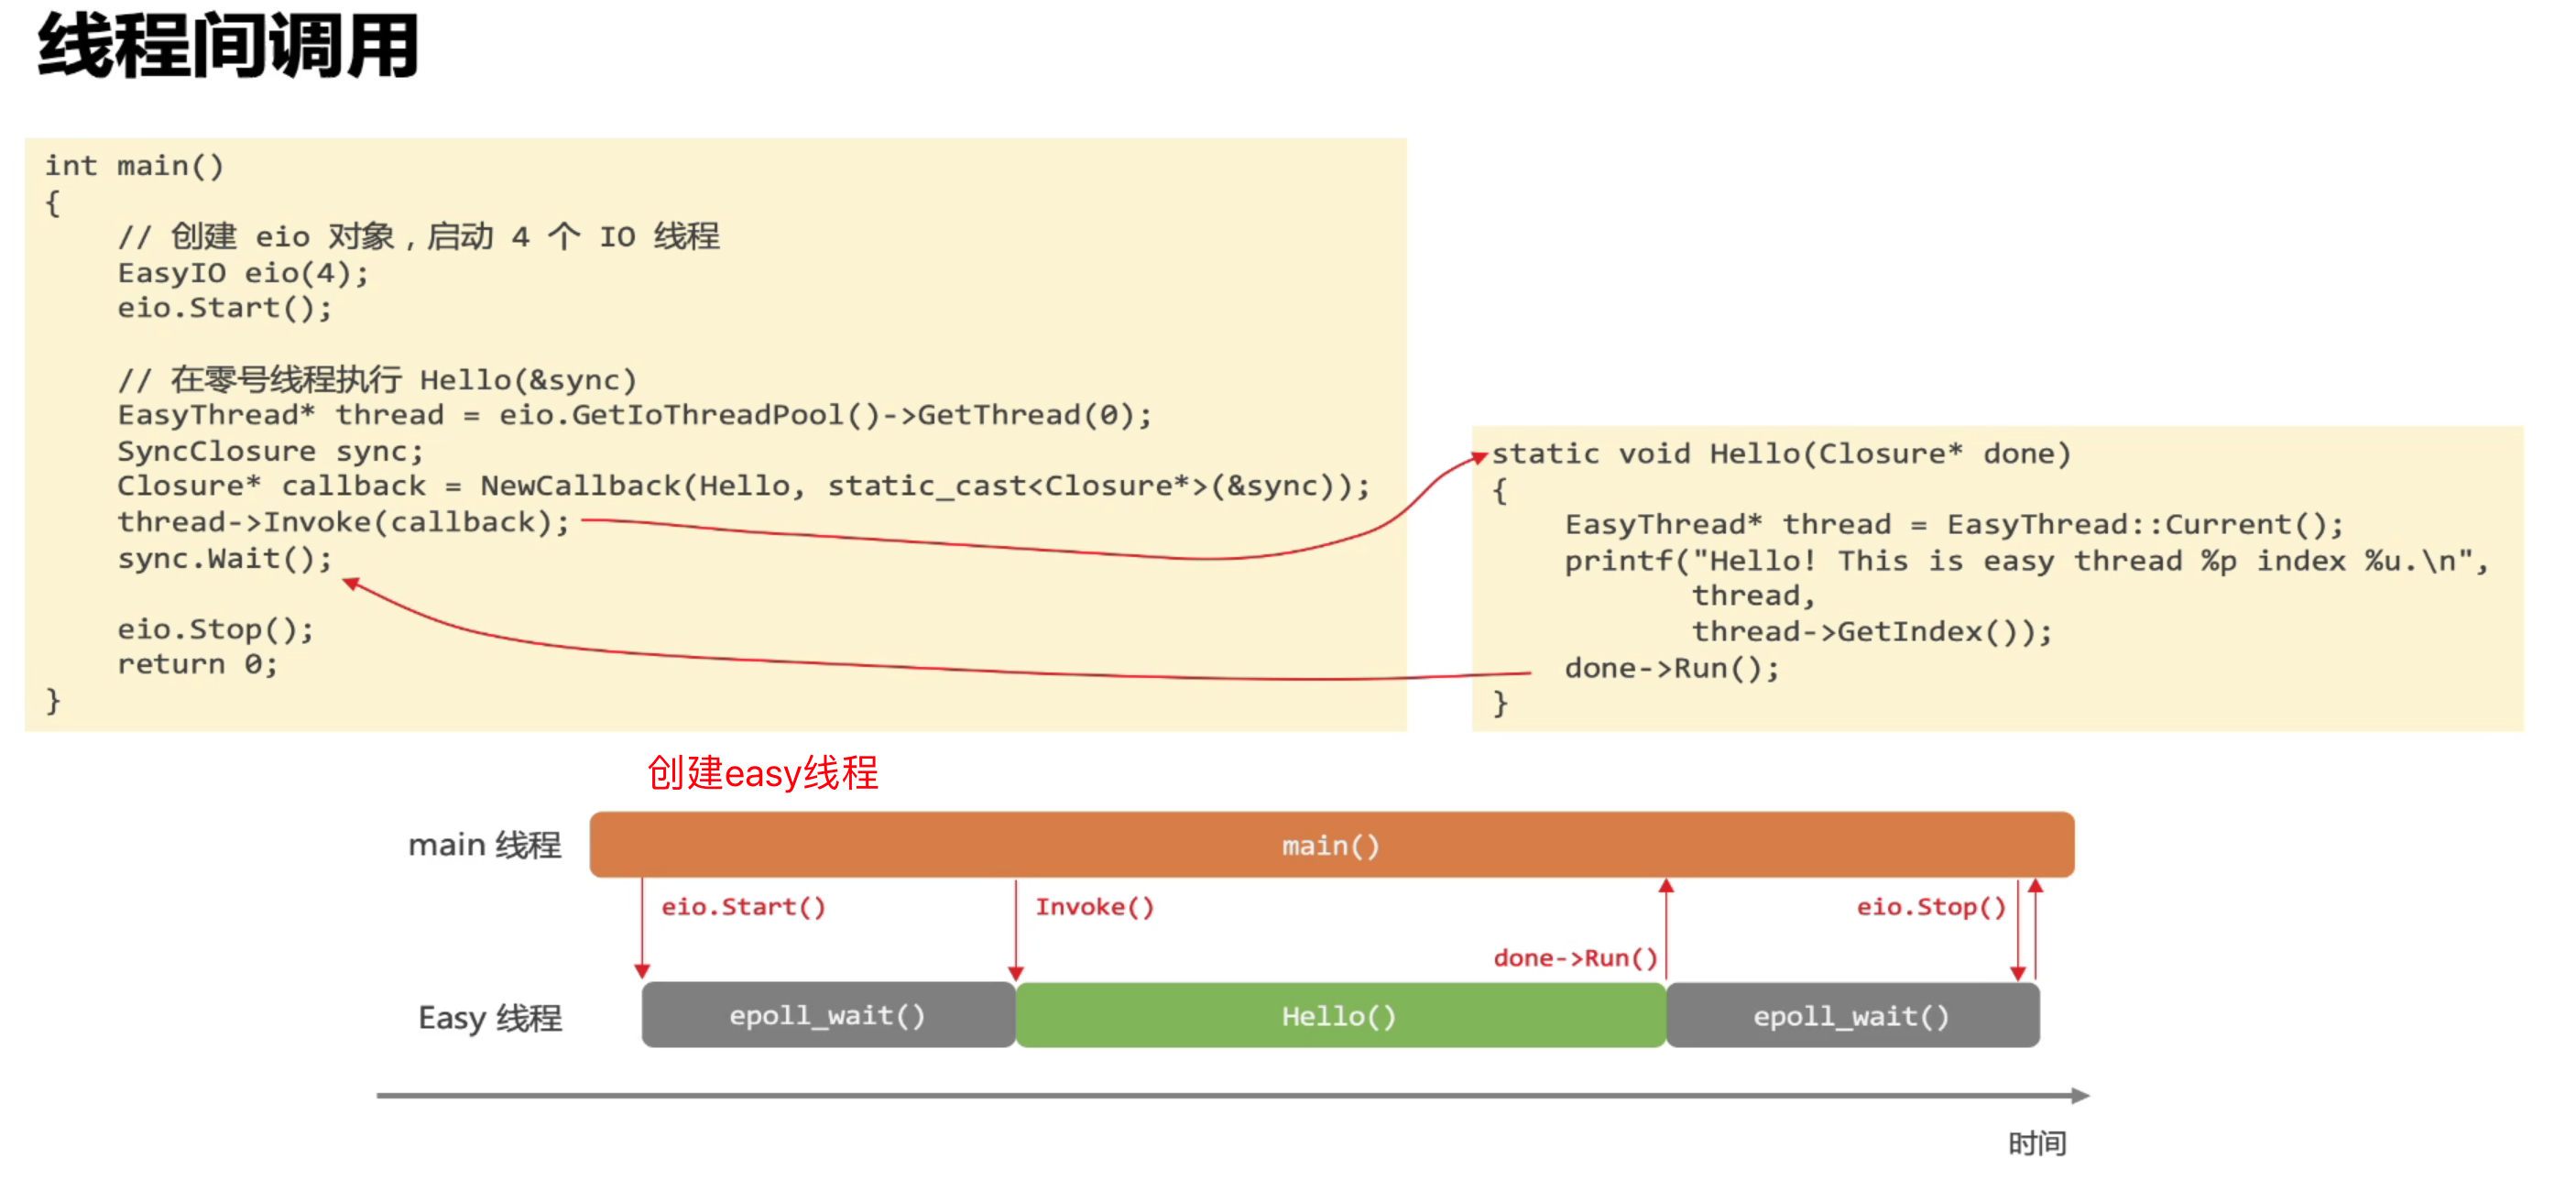 线程间调用
int main()
{
    // 创建 eio 对象，启动 4 个 IO 线程
    EasyIO eio(4);
    eio.Start();
    // 在零号线程执行 Hello(&sync)
    EasyThread* thread = eio.GetIoThreadPool()->GetThread(0);
    SyncClosure sync;
    Closure* callback = NewCallback(Hello, static_cast<Closure*>(&sync));
    thread->Invoke(callback);
    sync.Wait();
    eio.Stop();
    return 0;
}
static void Hello(Closure* done)
{
    EasyThread* thread = EasyThread::Current();
    printf("Hello! This is easy thread %p index %u.\n",
           thread,
           thread->GetIndex());
    done->Run();
}
创建easy线程
main 线程
main()
eio.Start()
Invoke()
done->Run()
eio.Stop()
Easy 线程
epoll_wait()
Hello()
epoll_wait()
时间